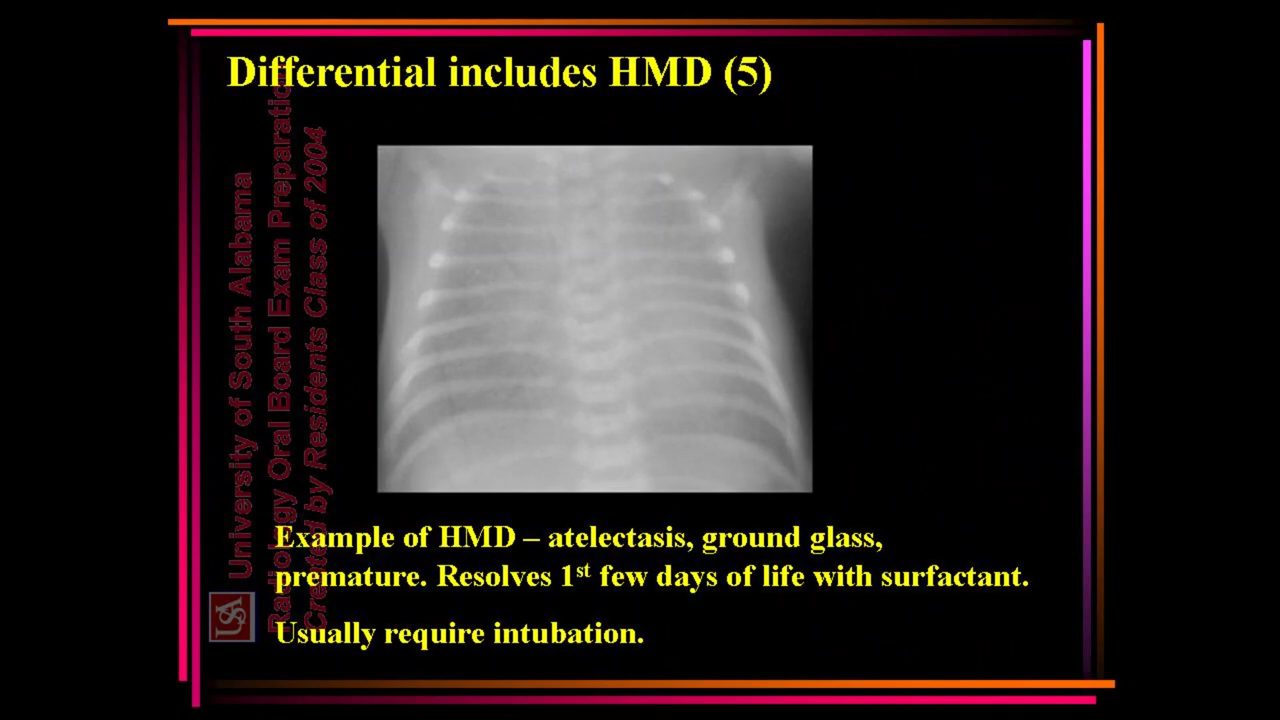 Differential includes HMD (5)
University of South Alabama
Radiology Oral Board Exam Preparation
Created by Residents Class of 2004
Example of HMD – atelectasis, ground glass,
premature. Resolves 1st few days of life with surfactant.
Usually require intubation.
USA